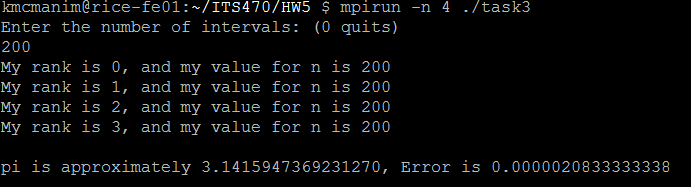 kmcmanim@rice-fe01:~/ITS470/HW5 $ mpirun -n 4 ./task3
Enter the number of intervals: (0 quits)
200
My rank is 0, and my value for n is 200
My rank is 1, and my value for n is 200
My rank is 2, and my value for n is 200
My rank is 3, and my value for n is 200
pi is approximately 3.1415947369231270, Error is 0.0000020833333338